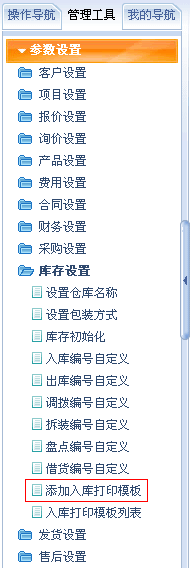 操作导航 管理工具 我的导航
参数设置
客户设置
项目设置
报价设置
询价设置
产品设置
费用设置
合同设置
财务设置
采购设置
库存设置
设置仓库名称
设置包装方式
库存初始化
入库编号自定义
出库编号自定义
调拨编号自定义
拆装编号自定义
盘点编号自定义
借货编号自定义
添加入库打印模板
入库打印模板列表
发货设置
售后设置